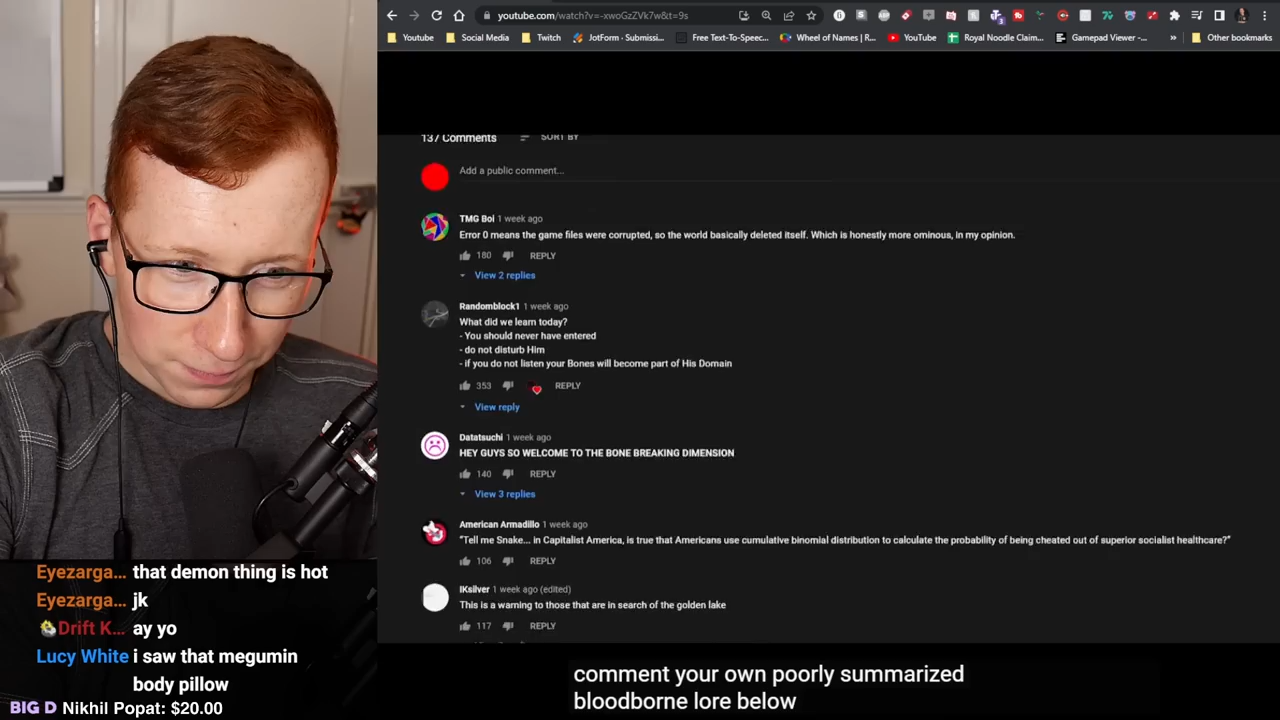 youtube.com/watch?v=-xwoGzZVk7w&t=9s
Youtube
Social Media
Twitch
JotForm · Submissi...
Free Text-To-Speec...
Wheel of Names | R...
YouTube
Royal Noodle Claim...
Gamepad Viewer -...
»
Other bookmarks
137 Comments
SORT BY
Add a public comment...
TMG Boi 1 week ago
Error 0 means the game files were corrupted, so the world basically deleted itself. Which is honestly more ominous, in my opinion.
180 REPLY
View 2 replies
Randomblock1 1 week ago
What did we learn today?
- You should never have entered
- do not disturb Him
- if you do not listen your Bones will become part of His Domain
353 REPLY
View reply
Datatsuchi 1 week ago
HEY GUYS SO WELCOME TO THE BONE BREAKING DIMENSION
140 REPLY
View 3 replies
American Armadillo 1 week ago
“Tell me Snake... in Capitalist America, is true that Americans use cumulative binomial distribution to calculate the probability of being cheated out of superior socialist healthcare?”
106 REPLY
IKsilver 1 week ago (edited)
This is a warning to those that are in search of the golden lake
117 REPLY
comment your own poorly summarized
bloodborne lore below
Eyezarga... that demon thing is hot
Eyezarga... jk
Drift K... ay yo
Lucy White i saw that megumin
body pillow
BIG D Nikhil Popat: $20.00